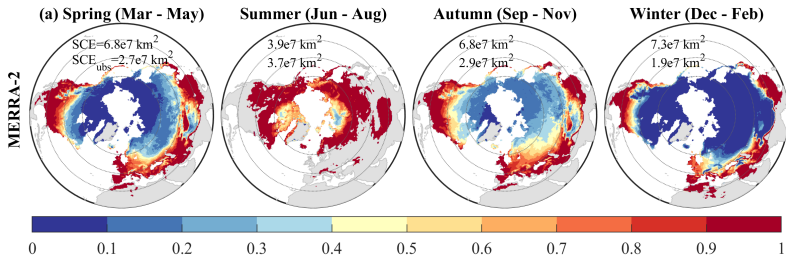 (a) Spring (Mar - May) Summer (Jun - Aug) Autumn (Sep - Nov) Winter (Dec - Feb)
SCE=6.8e7 km² 3.9e7 km² 6.8e7 km² 7.3e7 km²
SCEubs=2.7e7 km² 3.7e7 km² 2.9e7 km² 1.9e7 km²
MERRA-2
0 0.1 0.2 0.3 0.4 0.5 0.6 0.7 0.8 0.9 1